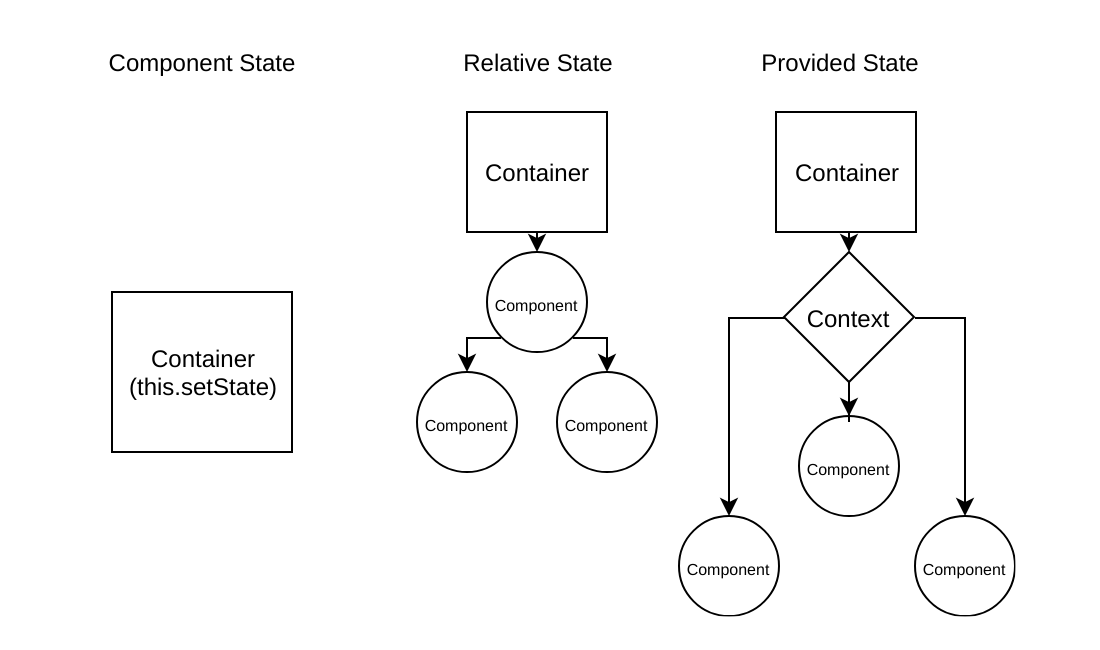 Component State
Relative State
Provided State
Container
(this.setState)
Container
Component
Component
Component
Container
Context
Component
Component
Component